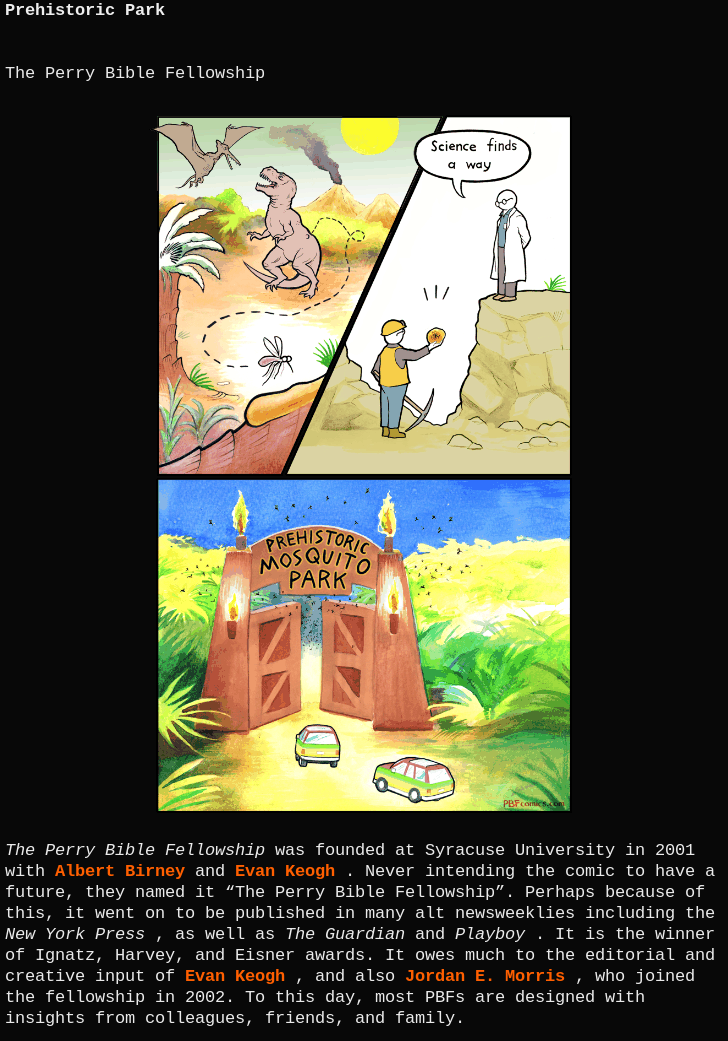 Prehistoric Park
The Perry Bible Fellowship
Science finds
a way
PREHISTORIC
MOSQUITO
PARK
PBFcomics.com
The Perry Bible Fellowship was founded at Syracuse University in 2001
with Albert Birney and Evan Keogh . Never intending the comic to have a
future, they named it “The Perry Bible Fellowship”. Perhaps because of
this, it went on to be published in many alt newsweeklies including the
New York Press , as well as The Guardian and Playboy . It is the winner
of Ignatz, Harvey, and Eisner awards. It owes much to the editorial and
creative input of Evan Keogh , and also Jordan E. Morris , who joined
the fellowship in 2002. To this day, most PBFs are designed with
insights from colleagues, friends, and family.